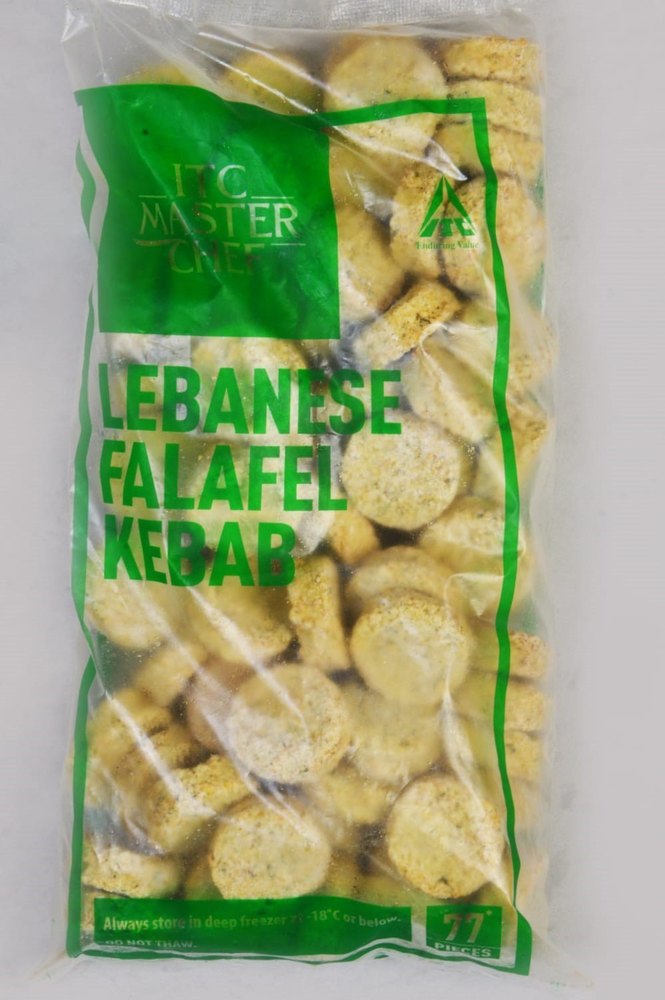 ITC
MASTER
CHEF
ITC
Enduring Value
LEBANESE
FALAFEL
KEBAB
Always store in deep freezer at -18°C or below.
DO NOT THAW.
77*
PIECES